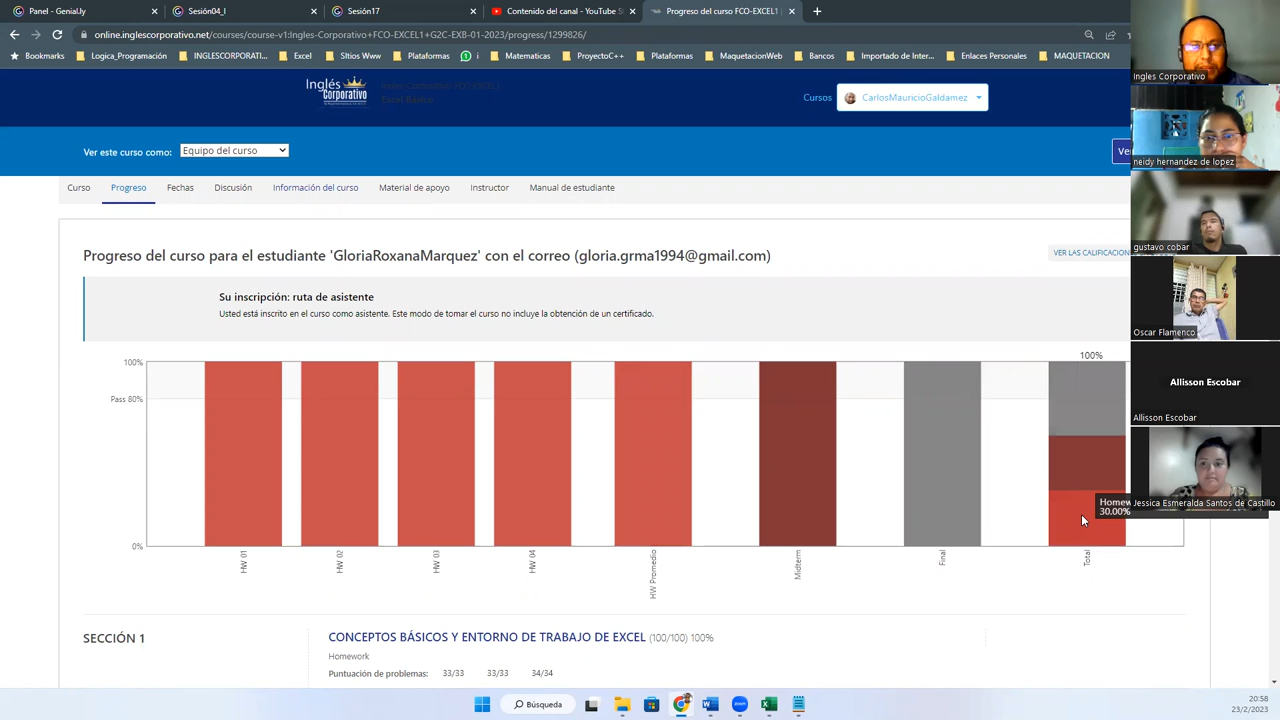 Panel - Genial.ly
Sesión04_I
Sesión17
Contenido del canal - YouTube S
Progreso del curso FCO-EXCEL1
online.inglescorporativo.net/courses/course-v1:Ingles-Corporativo+FCO-EXCEL1+G2C-EXB-01-2023/progress/1299826/
Bookmarks
Logica_Programación
INGLESCORPORATI...
Excel
Sitios Www
Plataformas
Matematicas
ProyectoC++
Plataformas
MaquetacionWeb
Bancos
Importado de Inter...
Enlaces Personales
MAQUETACION
Inglés
Corporativo
Ingles-Corporativo FCO-EXCEL1
Excel Básico
Cursos
CarlosMauricioGaldamez
Ver este curso como:
Equipo del curso
Ve
Curso
Progreso
Fechas
Discusión
Información del curso
Material de apoyo
Instructor
Manual de estudiante
Progreso del curso para el estudiante 'GloriaRoxanaMarquez' con el correo (gloria.grma1994@gmail.com)
VER LAS CALIFICACION
Su inscripción: ruta de asistente
Usted está inscrito en el curso como asistente. Este modo de tomar el curso no incluye la obtención de un certificado.
100%
Pass 80%
0%
100%
Homew
30.00%
HW 01
HW 02
HW 03
HW 04
HW Promedio
Midterm
Final
Total
SECCIÓN 1
CONCEPTOS BÁSICOS Y ENTORNO DE TRABAJO DE EXCEL (100/100) 100%
Homework
Puntuación de problemas: 33/33 33/33 34/34
Ingles Corporativo
neidy hernandez de lopez
gustavo cobar
Oscar Flamenco
Allisson Escobar
Allisson Escobar
Jessica Esmeralda Santos de Castillo
Búsqueda
20:58
23/2/2023